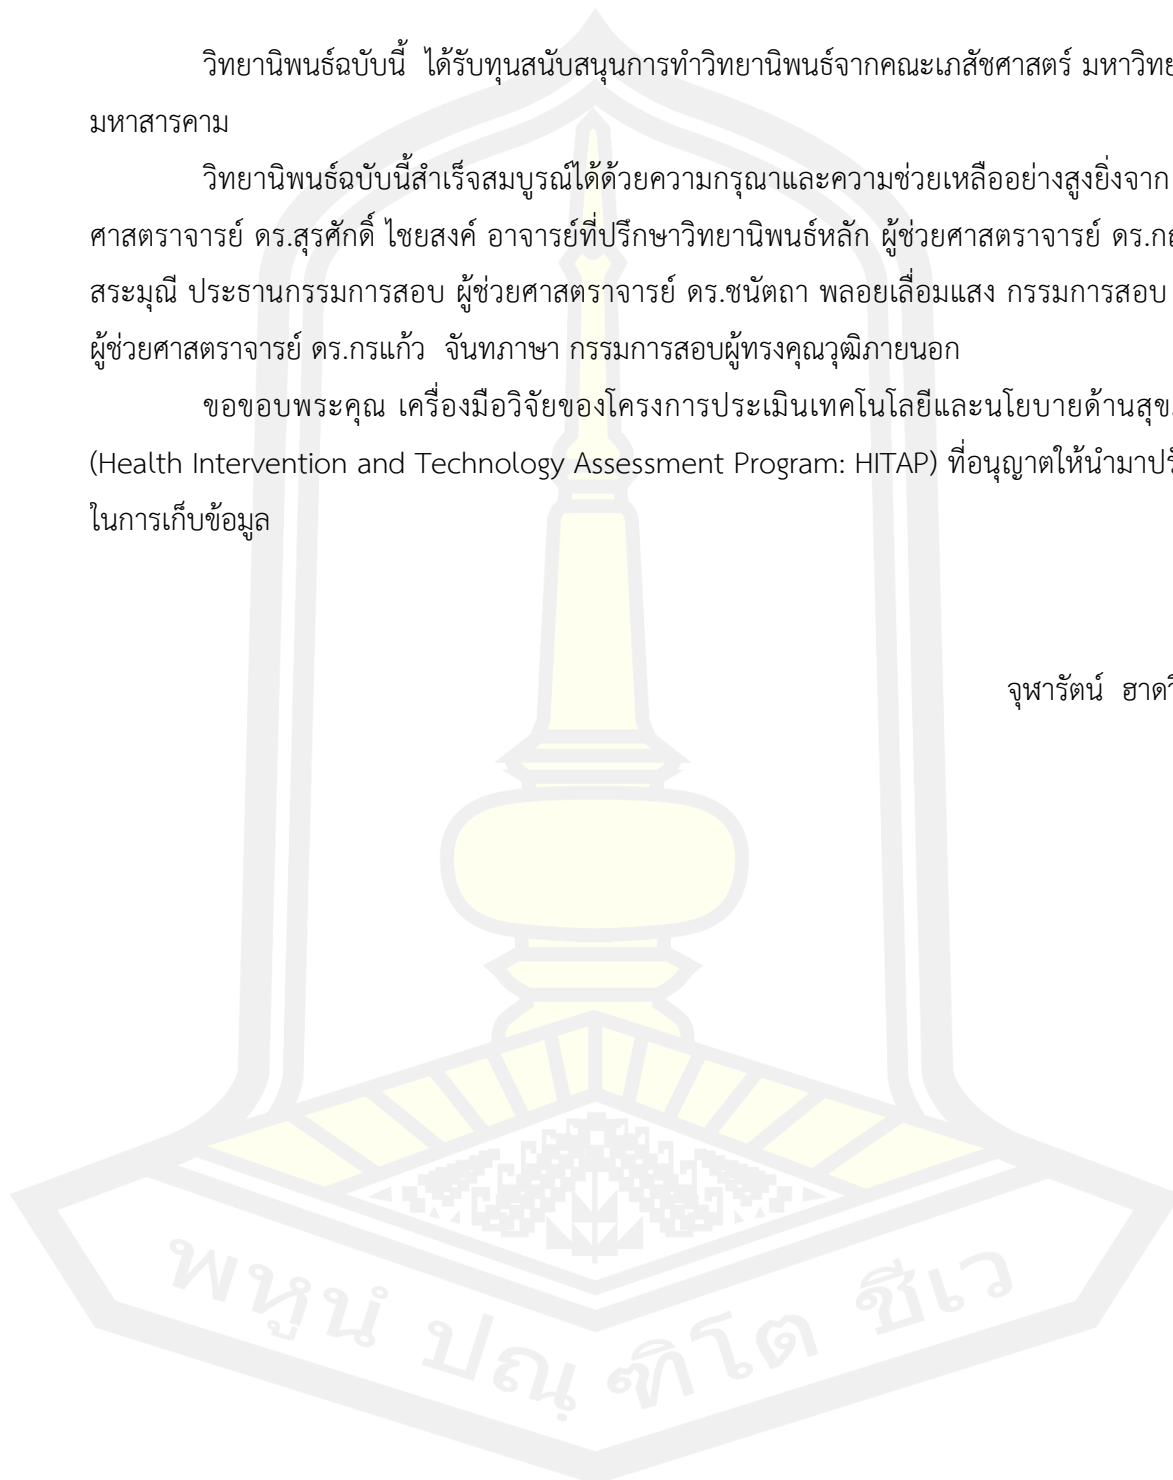 วิทยานิพนธ์ฉบับนี้ ได้รับทุนสนับสนุนการทำวิทยานิพนธ์จากคณะเภสัชศาสตร์
มหาสารคาม
วิทยานิพนธ์ฉบับนี้สำเร็จสมบูรณ์ได้ด้วยความกรุณาและความช่วยเหลืออย่างสูงยิ่งจาก
ศาสตราจารย์ ดร.สุรศักดิ์ ไชยสงค์ อาจารย์ที่ปรึกษาวิทยานิพนธ์หลัก ผู้ช่วยศาสตราจารย์
สระมุณี ประธานกรรมการสอบ ผู้ช่วยศาสตราจารย์ ดร.ชนัตถา พลอยเลื่อมแสง กรรมการสอบ
ผู้ช่วยศาสตราจารย์ ดร.กรแก้ว จันทภาษา กรรมการสอบผู้ทรงคุณวุฒิภายนอก
ขอขอบพระคุณ เครื่องมือวิจัยของโครงการประเมินเทคโนโลยีและนโยบายด้าน
(Health Intervention and Technology Assessment Program: HITAP) ที่อนุญาตให้นำมา
ในการเก็บข้อมูล
จุฬารัตน์
พหูนํ ปณฺฑิโต ชีเว